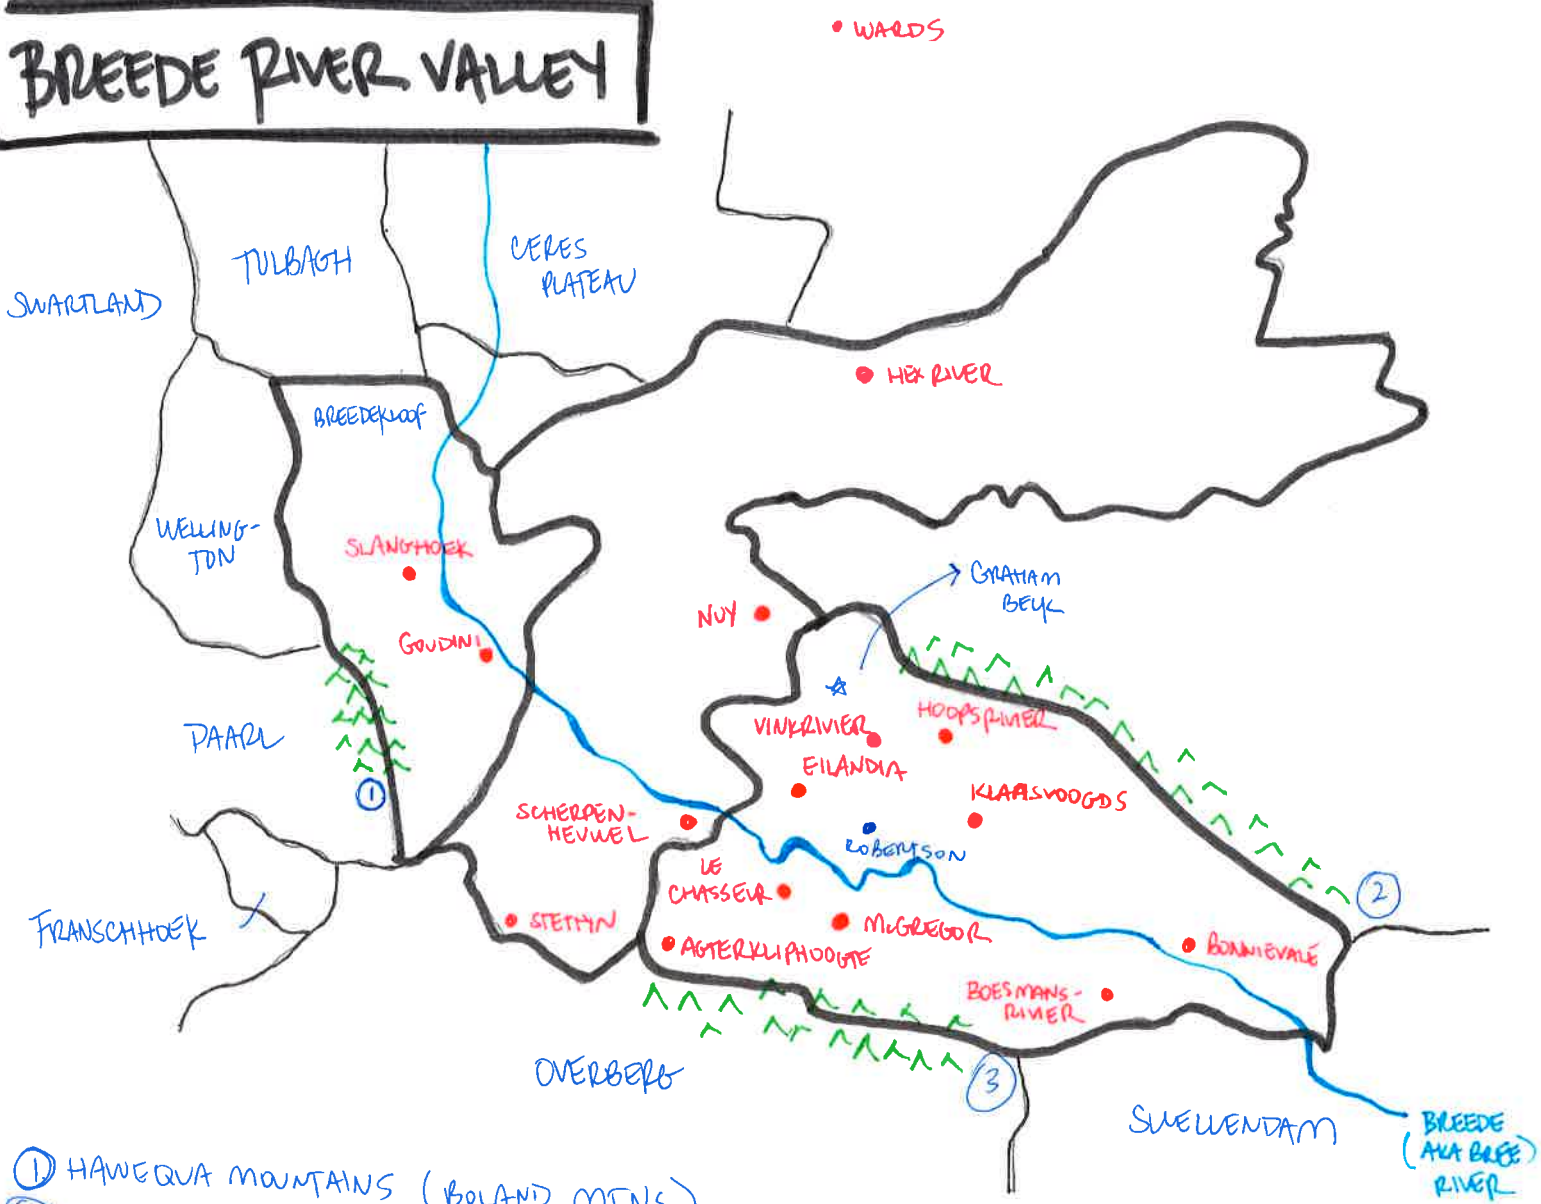 BREEDE RIVER VALLEY
WARDS
TULBAGH
CERES
PLATEAU
SWARTLAND
HEX RIVER
BREEDEKLOOF
WELLING-
TON
SLANGHOEK
GRAHAM
BECK
NUY
GOUDINI
HOOPSRIVIER
VINKRIVIER
PAARL
EILANDIA
1
KLAASVOOGDS
SCHERPEN-
HEUVEL
ROBERTSON
LE
CHASSEUR
2
STETTYN
McGREGOR
FRANSCHHOEK
AGTERKLIPHOOGTE
BONNIEVALE
BOESMANS-
RIVIER
OVERBERG
3
SWELLENDAM
BREEDE
(AKA BREE)
RIVER
1 HAWEQUA MOUNTAINS (BOLAND MTNS)